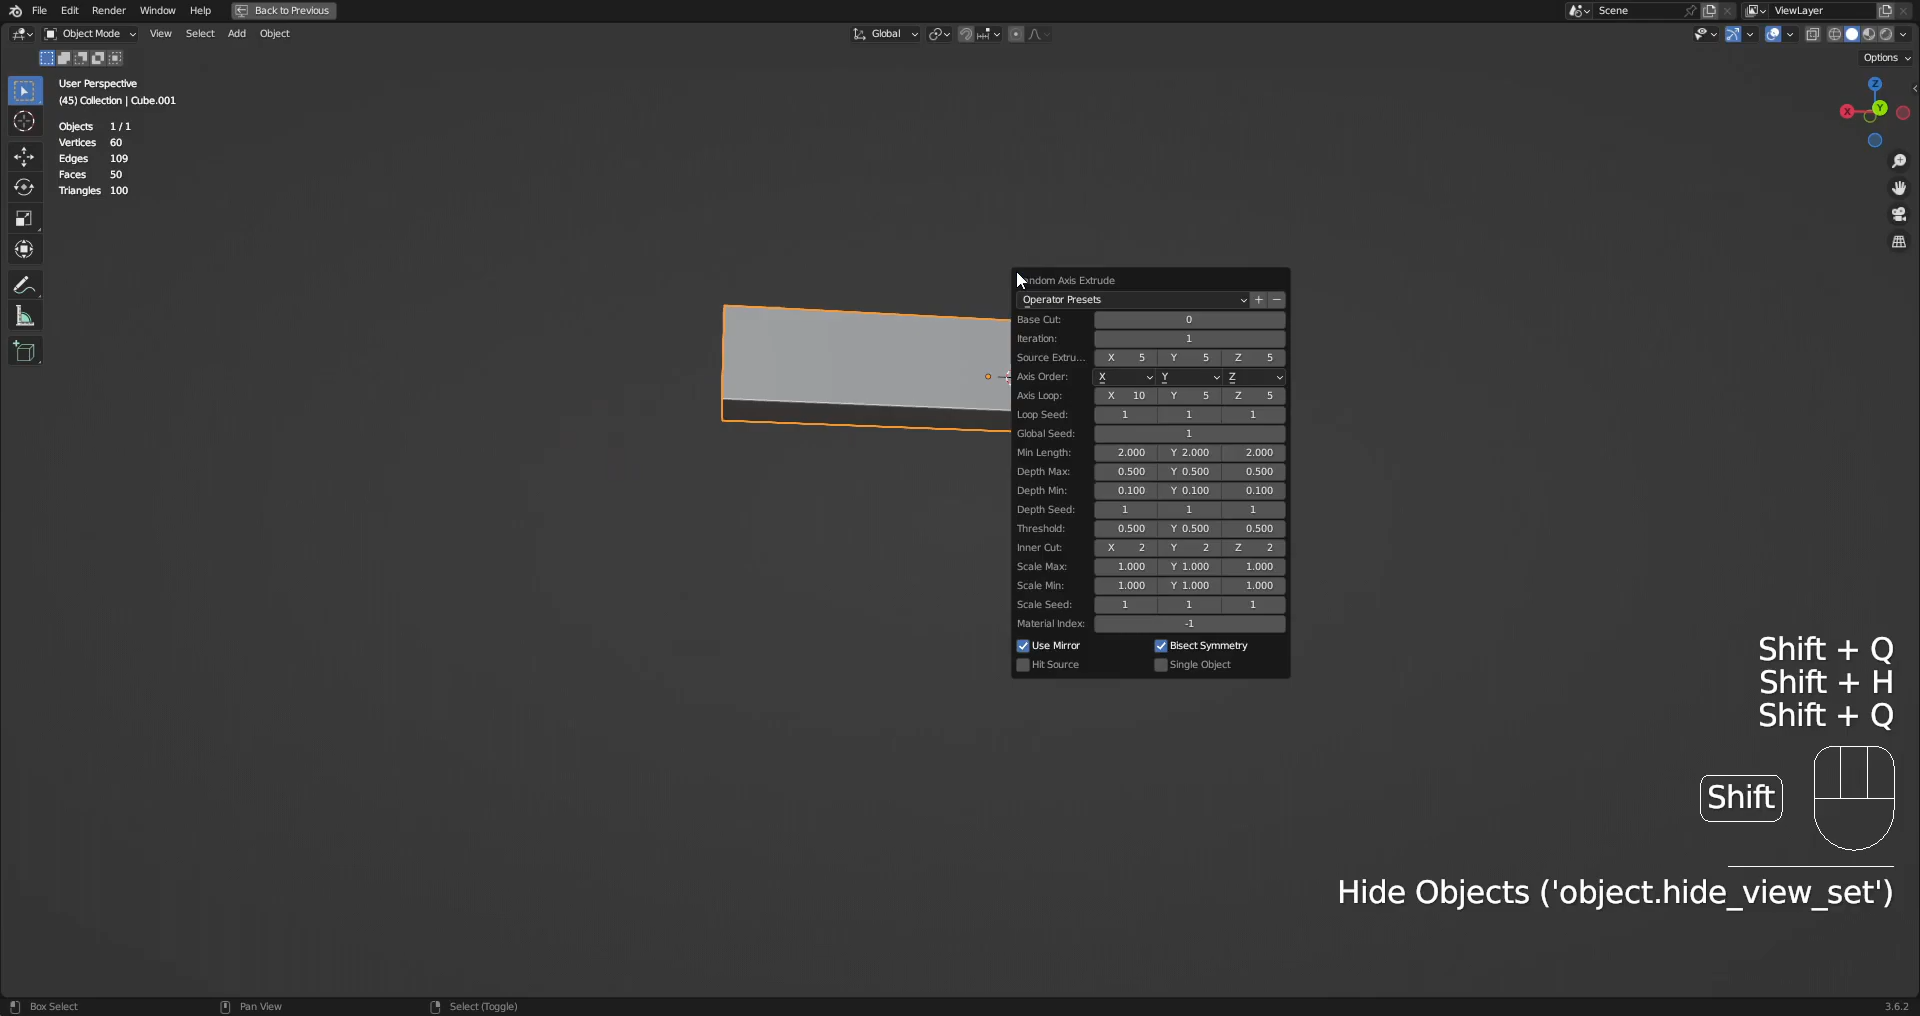 File Edit Render Window Help Back to Previous Scene ViewLayer
Object Mode View Select Add Object Global
Options
User Perspective
(45) Collection | Cube.001
Objects 1 / 1
Vertices 60
Edges 109
Faces 50
Triangles 100
Z
X Y
Axis Extrude
Operator Presets + −
Base Cut: 0
Iteration: 1
Source Extru... X 5 Y 5 Z 5
Axis Order: X Y Z
Axis Loop: X 10 Y 5 Z 5
Loop Seed: 1 1 1
Global Seed: 1
Min Length: 2.000 Y 2.000 2.000
Depth Max: 0.500 Y 0.500 0.500
Depth Min: 0.100 Y 0.100 0.100
Depth Seed: 1 1 1
Threshold: 0.500 Y 0.500 0.500
Inner Cut: X 2 Y 2 Z 2
Scale Max: 1.000 Y 1.000 1.000
Scale Min: 1.000 Y 1.000 1.000
Scale Seed: 1 1 1
Material Index: -1
Use Mirror Bisect Symmetry
Hit Source Single Object
Shift + Q
Shift + H
Shift + Q
Shift
Hide Objects ('object.hide_view_set')
Box Select Pan View Select (Toggle) 3.6.2